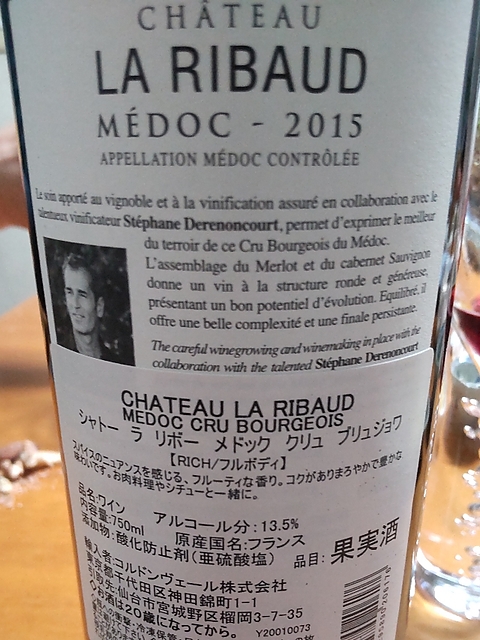 CHÂTEAU
LA RIBAUD
MÉDOC - 2015
APPELLATION MÉDOC CONTRÔLÉE
Le soin apporté au vignoble et à la vinification assuré en collaboration avec le
talentueux vinificateur Stéphane Derenoncourt, permet d'exprimer le meilleur
du terroir de ce Cru Bourgeois du Médoc.
L'assemblage du Merlot et du cabernet Sauvignon
donne un vin à la structure ronde et généreuse,
présentant un bon potentiel d'évolution. Equilibré, il
offre une belle complexité et une finale persistante.
The careful winegrowing and winemaking in place with the
collaboration with the talented Stéphane Derenoncourt
CHATEAU LA RIBAUD
MEDOC CRU BOURGEOIS
シャトー ラ リボー メドック クリュ ブリュジョワ
【RICH/フルボディ】
スパイスのニュアンスを感じる、フルーティな香り。コクがありまろやかで豊かな
味わいです。お肉料理やシチューと一緒に。
品名:ワイン
内容量:750ml アルコール分:13.5%
原産国名:フランス
添加物:酸化防止剤(亜硫酸塩) 品目:果実酒
輸入者:コルドンヴェール株式会社
東京都千代田区神田錦町1-1
引取先:仙台市宮城野区榴岡3-7-35
お酒は20歳になってから。
Y20010073